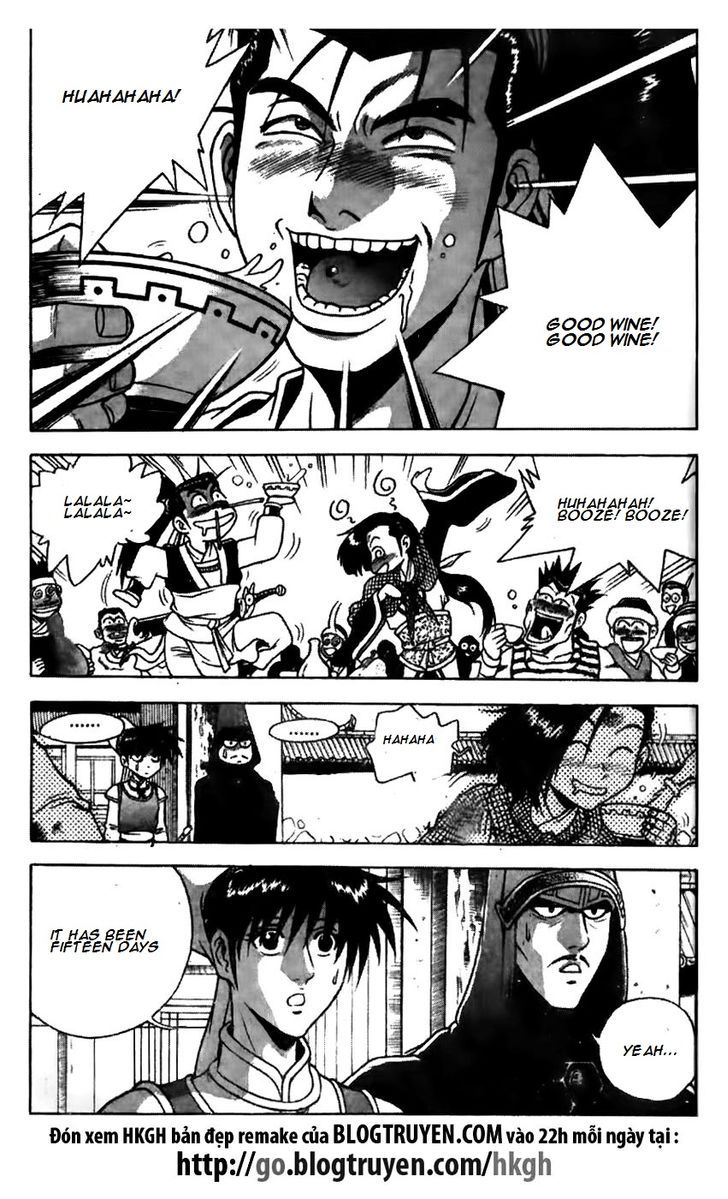 HUAHAHAHA!
GOOD WINE!
GOOD WINE!
LALALA~
LALALA~
HUHAHAHAH!
BOOZE! BOOZE!
......
......
HAHAHA
IT HAS BEEN
FIFTEEN DAYS
YEAH...
Đón xem HKGH bản đẹp remake của BLOGTRUYEN.COM vào 22h mỗi ngày tại :
http://go.blogtruyen.com/hkgh